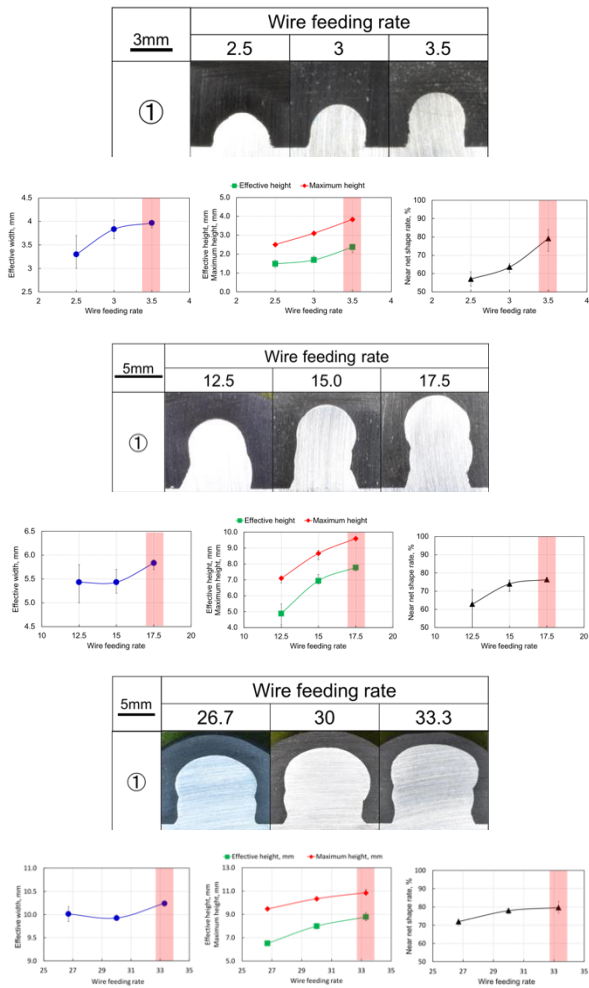 Wire feeding rate
3mm
2.5 3 3.5
①
Effective height Maximum height
Effective width, mm
4.5
4
3.5
3
2.5
2 2.5 3 3.5 4
Wire feeding rate
Effective height, mm
Maximum height, mm
5.0
4.0
3.0
2.0
1.0
0.0
2 2.5 3 3.5 4
Wire feeding rate
Near net shape rate, %
100
90
80
70
60
50
2 2.5 3 3.5 4
Wire feedig rate
Wire feeding rate
5mm
12.5 15.0 17.5
①
Effective height Maximum height
Effective width, mm
6.5
6.0
5.5
5.0
4.5
10 12.5 15 17.5 20
Wire feeding rate
Effective height, mm
Maximum height, mm
10.0
9.0
8.0
7.0
6.0
5.0
4.0
10 12.5 15 17.5 20
Wire feeding rate
Near net shape rate, %
100
90
80
70
60
50
10 12.5 15 17.5 20
Wire feeding rate
Wire feeding rate
5mm
26.7 30 33.3
①
Effective height, mm Maximum height, mm
Effective width, mm
11.0
10.5
10.0
9.5
9.0
25 27 29 31 33 35
Wire feeding rate
Effective height, mm
Maximum height, mm
13.0
11.0
9.0
7.0
5.0
25 27 29 31 33 35
Wire feeding rate
Near net shape rate, %
100
90
80
70
60
50
25 27 29 31 33 35
Wire feeding rate